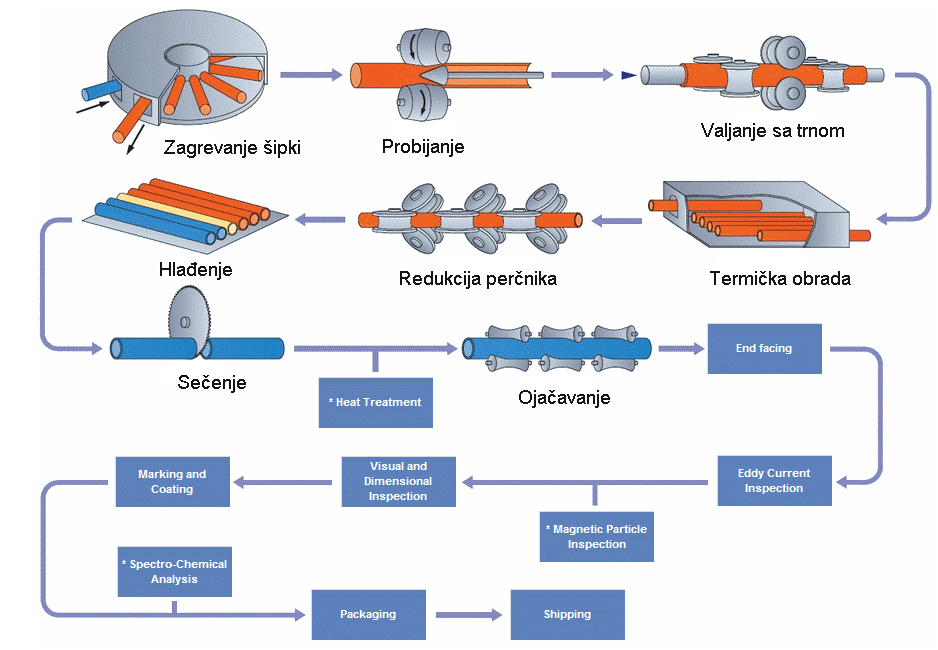 Zagrevanje šipki
Probijanje
Valjanje sa trnom
Hlađenje
Redukcija perčnika
Termička obrada
Sečenje
* Heat Treatment
Ojačavanje
End facing
Marking and
Coating
Visual and
Dimensional
Inspection
* Magnetic Particle
Inspection
Eddy Current
Inspection
* Spectro-Chemical
Analysis
Packaging
Shipping